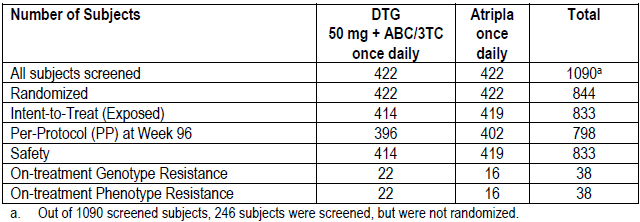 Number of Subjects DTG Atripla Total
50 mg + ABC/3TC once
once daily daily
All subjects screened 422 422 1090a
Randomized 422 422 844
Intent-to-Treat (Exposed) 414 419 833
Per-Protocol (PP) at Week 96 396 402 798
Safety 414 419 833
On-treatment Genotype Resistance 22 16 38
On-treatment Phenotype Resistance 22 16 38
a. Out of 1090 screened subjects, 246 subjects were screened, but were not randomized.